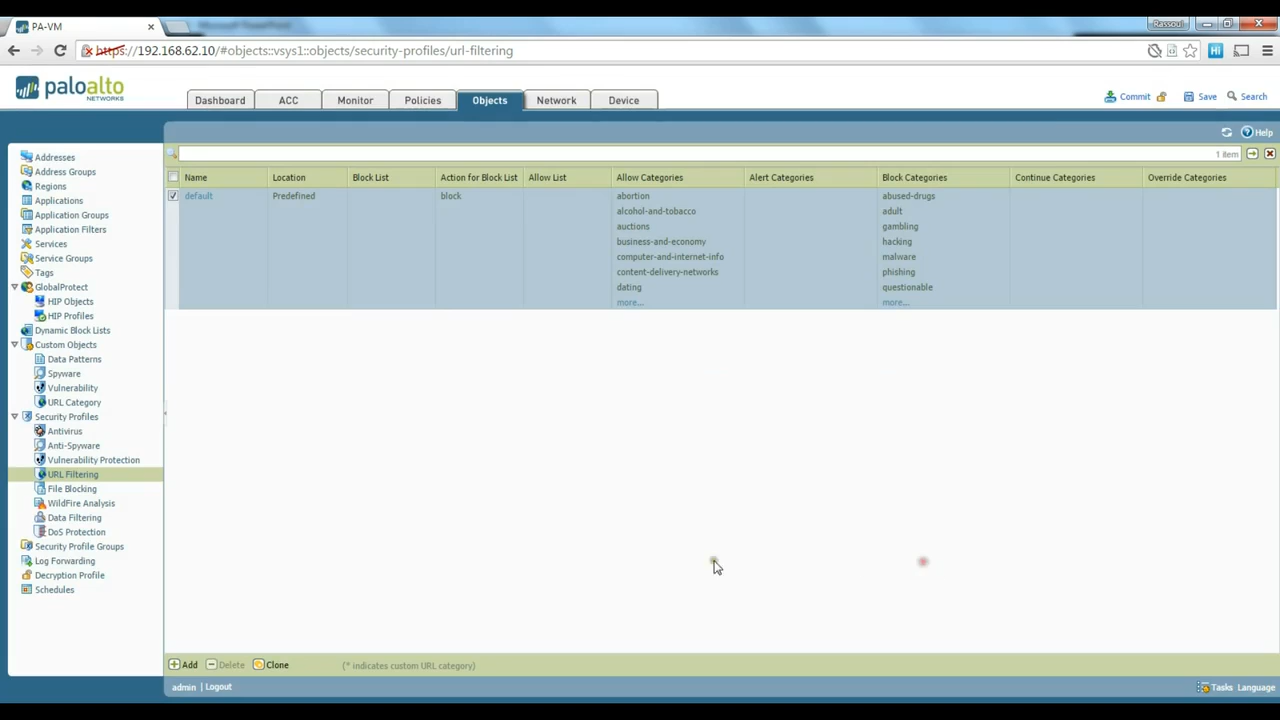 PA-VM
Rassoul
https://192.168.62.10/#objects::vsys1::objects/security-profiles/url-filtering
Hi
paloalto
NETWORKS
Dashboard
ACC
Monitor
Policies
Objects
Network
Device
Commit
Save
Search
Help
1 item
Addresses
Address Groups
Regions
Applications
Application Groups
Application Filters
Services
Service Groups
Tags
GlobalProtect
HIP Objects
HIP Profiles
Dynamic Block Lists
Custom Objects
Data Patterns
Spyware
Vulnerability
URL Category
Security Profiles
Antivirus
Anti-Spyware
Vulnerability Protection
URL Filtering
File Blocking
WildFire Analysis
Data Filtering
DoS Protection
Security Profile Groups
Log Forwarding
Decryption Profile
Schedules
Name Location Block List Action for Block List Allow List Allow Categories Alert Categories Block Categories Continue Categories Override Categories
default Predefined block abortion abused-drugs
alcohol-and-tobacco adult
auctions gambling
business-and-economy hacking
computer-and-internet-info malware
content-delivery-networks phishing
dating questionable
more... more...
Add Delete Clone (* indicates custom URL category)
admin | Logout
Tasks Language